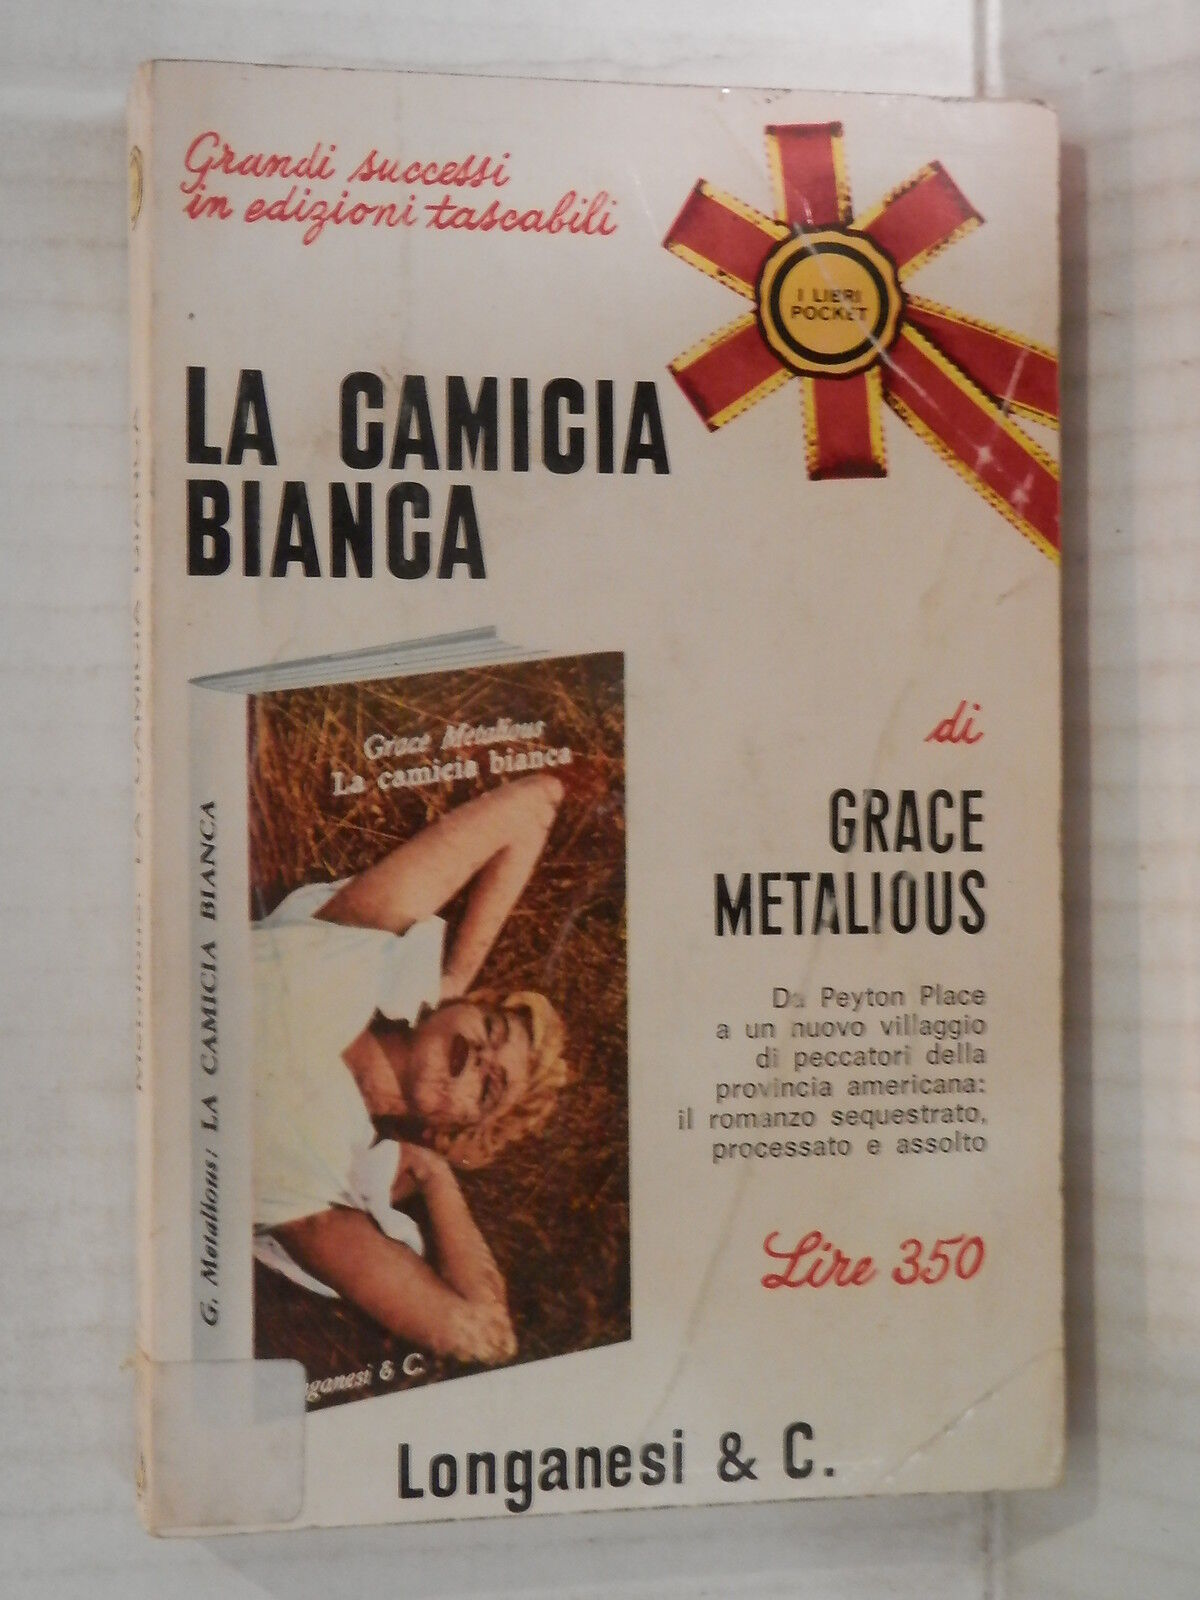 Grandi successi
in edizioni tascabili
I LIBRI
POCKET
LA CAMICIA
BIANCA
Grace Metalious
La camicia bianca
G. Metalious: LA CAMICIA BIANCA
di
GRACE
METALIOUS
Da Peyton Place
a un nuovo villaggio
di peccatori della
provincia americana:
il romanzo sequestrato,
processato e assolto
Lire 350
& C.
Longanesi & C.